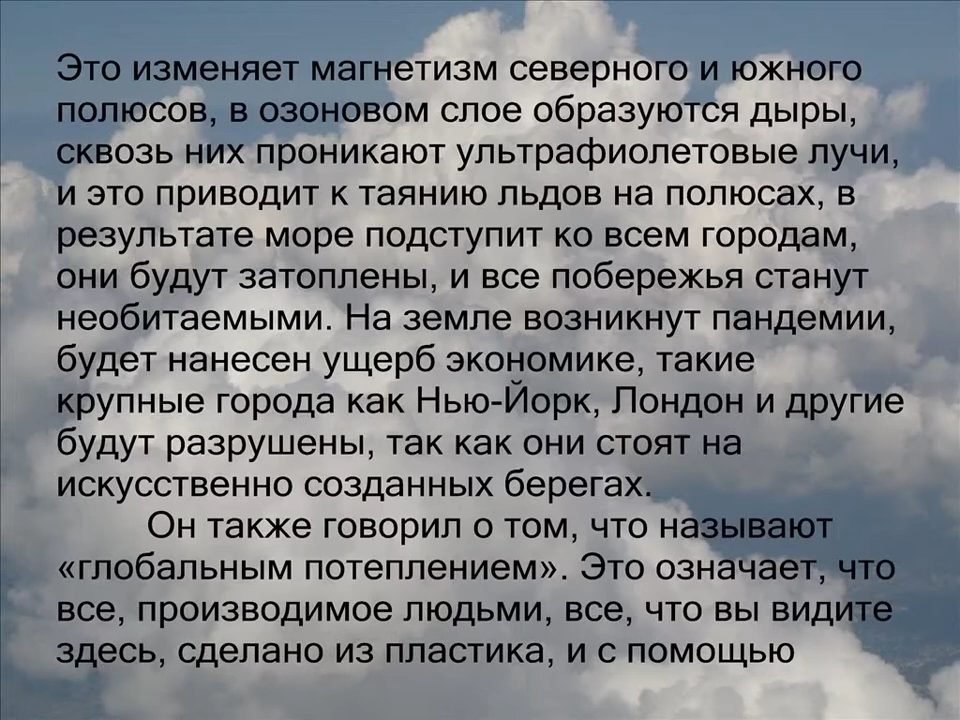 Это изменяет магнетизм северного и южного
полюсов, в озоновом слое образуются дыры,
сквозь них проникают ультрафиолетовые лучи,
и это приводит к таянию льдов на полюсах, в
результате море подступит ко всем городам,
они будут затоплены, и все побережья станут
необитаемыми. На земле возникнут пандемии,
будет нанесен ущерб экономике, такие
крупные города как Нью-Йорк, Лондон и другие
будут разрушены, так как они стоят на
искусственно созданных берегах.
Он также говорил о том, что называют
«глобальным потеплением». Это означает, что
все, производимое людьми, все, что вы видите
здесь, сделано из пластика, и с помощью